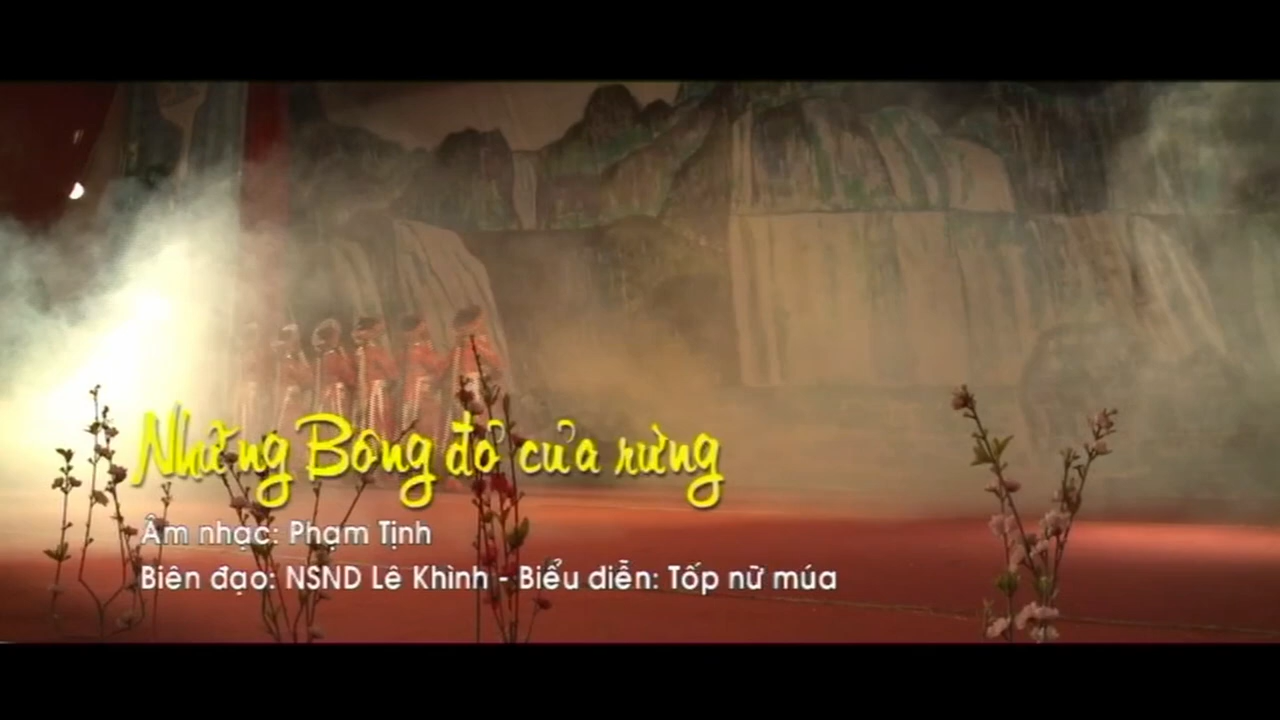 Những Bông đỏ của rừng
Âm nhạc: Phạm Tịnh
Biên đạo: NSND Lê Khình - Biểu diễn: Tốp nữ múa